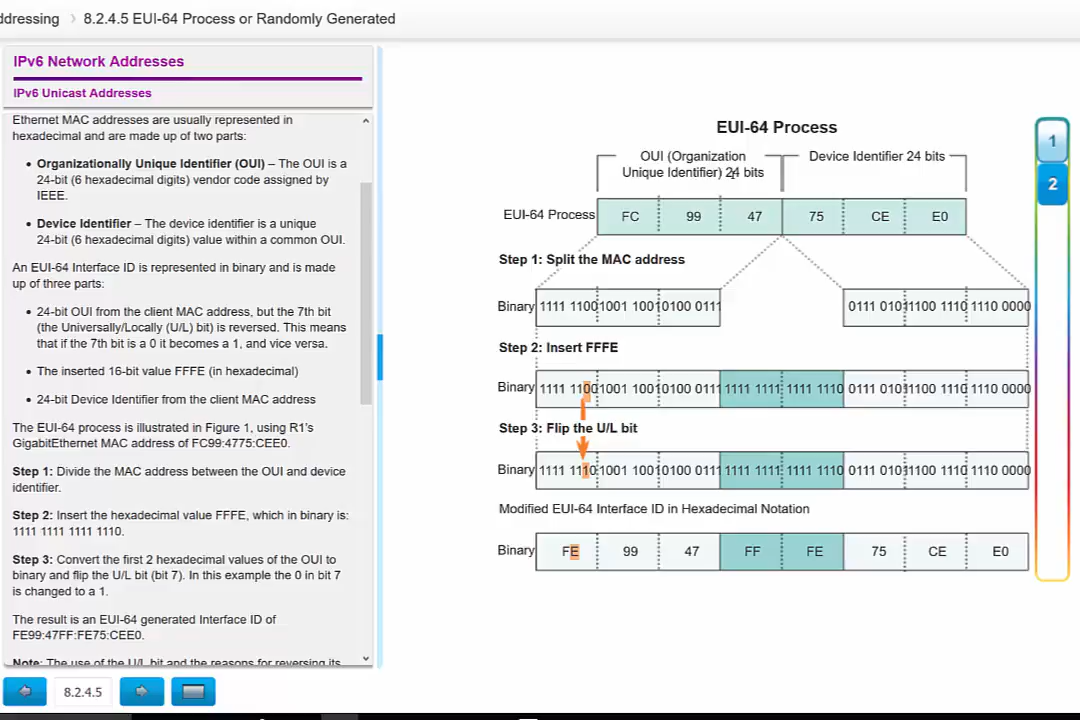 ddressing > 8.2.4.5 EUI-64 Process or Randomly Generated
IPv6 Network Addresses
IPv6 Unicast Addresses
Ethernet MAC addresses are usually represented in
hexadecimal and are made up of two parts:
• Organizationally Unique Identifier (OUI) – The OUI is a
24-bit (6 hexadecimal digits) vendor code assigned by
IEEE.
• Device Identifier – The device identifier is a unique
24-bit (6 hexadecimal digits) value within a common OUI.
An EUI-64 Interface ID is represented in binary and is made
up of three parts:
• 24-bit OUI from the client MAC address, but the 7th bit
(the Universally/Locally (U/L) bit) is reversed. This means
that if the 7th bit is a 0 it becomes a 1, and vice versa.
• The inserted 16-bit value FFFE (in hexadecimal)
• 24-bit Device Identifier from the client MAC address
The EUI-64 process is illustrated in Figure 1, using R1's
GigabitEthernet MAC address of FC99:4775:CEE0.
Step 1: Divide the MAC address between the OUI and device
identifier.
Step 2: Insert the hexadecimal value FFFE, which in binary is:
1111 1111 1111 1110.
Step 3: Convert the first 2 hexadecimal values of the OUI to
binary and flip the U/L bit (bit 7). In this example the 0 in bit 7
is changed to a 1.
The result is an EUI-64 generated Interface ID of
FE99:47FF:FE75:CEE0.
Note: The use of the U/L bit and the reasons for reversing its
8.2.4.5
EUI-64 Process
OUI (Organization
Unique Identifier) 24 bits
Device Identifier 24 bits
EUI-64 Process FC 99 47 75 CE E0
Step 1: Split the MAC address
Binary 1111 1100 1001 1001 0100 0111 0111 0101 1100 1110 1110 0000
Step 2: Insert FFFE
Binary 1111 1100 1001 1001 0100 0111 1111 1111 1111 1110 0111 0101 1100 1110 1110 0000
Step 3: Flip the U/L bit
Binary 1111 1110 1001 1001 0100 0111 1111 1111 1111 1110 0111 0101 1100 1110 1110 0000
Modified EUI-64 Interface ID in Hexadecimal Notation
Binary FE 99 47 FF FE 75 CE E0
1
2